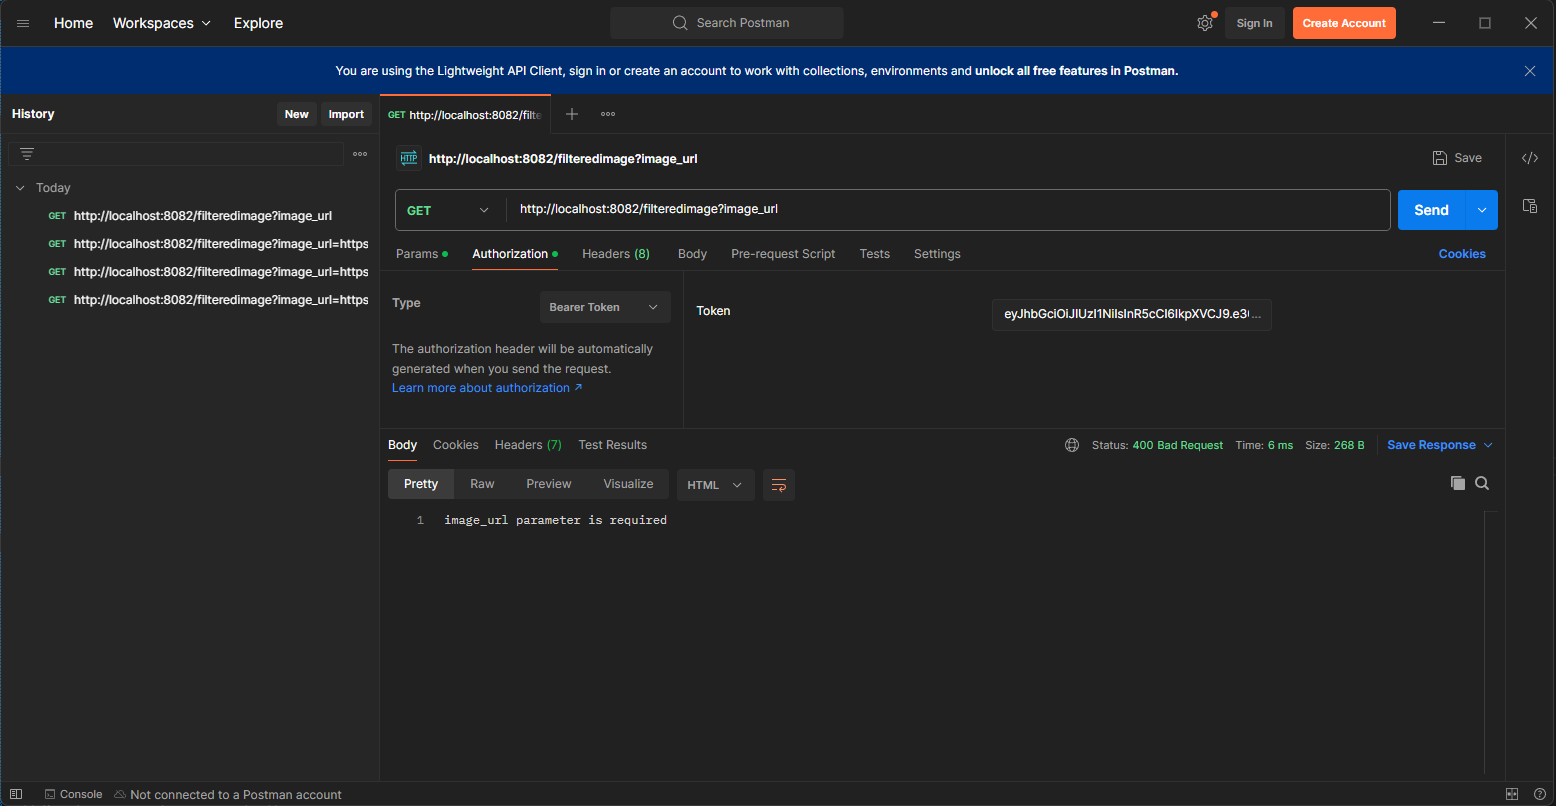 Home Workspaces Explore Search Postman Sign In Create Account
You are using the Lightweight API Client, sign in or create an account to work with collections, environments and unlock all free features in Postman.
History New Import
GET http://localhost:8082/filte
Today
GET http://localhost:8082/filteredimage?image_url
GET http://localhost:8082/filteredimage?image_url=https
GET http://localhost:8082/filteredimage?image_url=https
GET http://localhost:8082/filteredimage?image_url=https
HTTP http://localhost:8082/filteredimage?image_url Save
GET http://localhost:8082/filteredimage?image_url Send
Params Authorization Headers (8) Body Pre-request Script Tests Settings Cookies
Type Bearer Token
The authorization header will be automatically
generated when you send the request.
Learn more about authorization ↗
Token eyJhbGciOiJIUzI1NiIsInR5cCI6IkpXVCJ9.e3...
Body Cookies Headers (7) Test Results Status: 400 Bad Request Time: 6 ms Size: 268 B Save Response
Pretty Raw Preview Visualize HTML
1 image_url parameter is required
Console Not connected to a Postman account